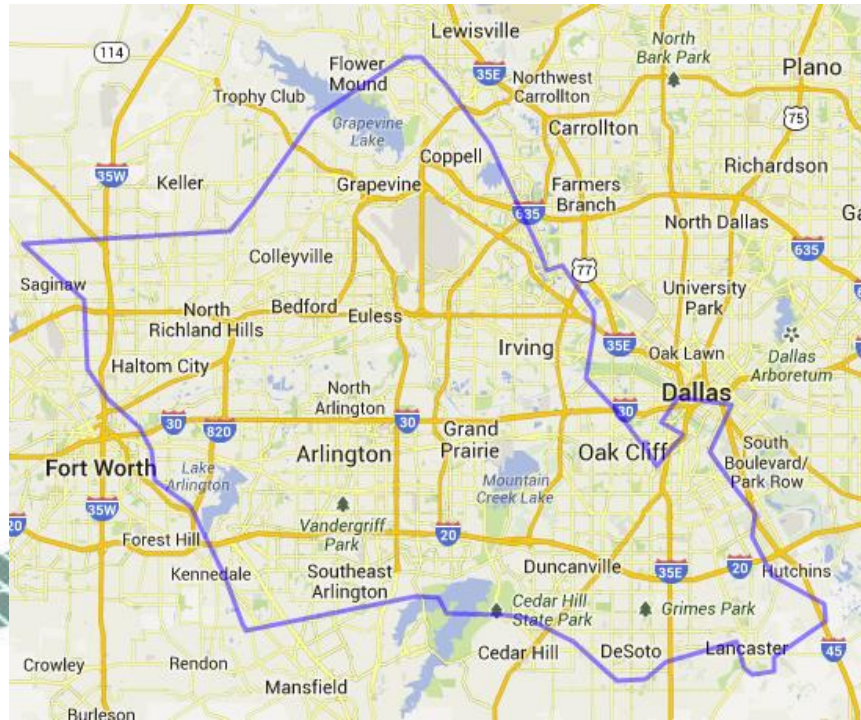 Lewisville
114
North
Bark Park
Flower
Mound
35E
Northwest
Carrollton
Plano
Trophy Club
75
Grapevine
Lake
Carrollton
Coppell
Richardson
35W
Keller
Grapevine
Farmers
Branch
635
North Dallas
Ga
635
Colleyville
77
Saginaw
University
Park
North
Richland Hills
Bedford
Euless
6
35E
Irving
Oak Lawn
Dallas
Arboretum
Haltom City
North
Arlington
Dallas
30
820
30
30
Grand
Prairie
Arlington
Oak Cliff
South
Boulevard/
Park Row
Fort Worth
Lake
Arlington
Mountain
Creek Lake
35W
20
Vandergriff
Park
20
Forest Hill
Kennedale
Southeast
Arlington
Duncanville
35E
20
Hutchins
Cedar Hill
State Park
Grimes Park
Cedar Hill
DeSoto
Lancaster
45
Crowley
Rendon
Mansfield
Burleson